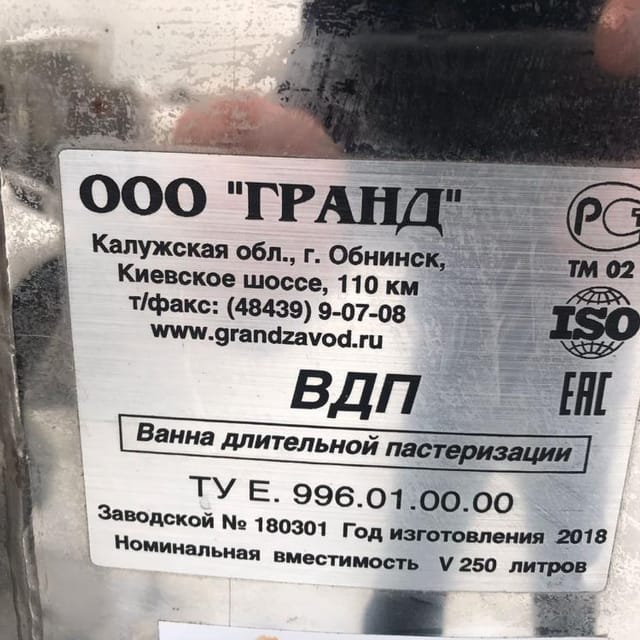 ООО "ГРАНД"
Калужская обл., г. Обнинск,
Киевское шоссе, 110 км
т/факс: (48439) 9-07-08
www.grandzavod.ru
РС
ТМ 02
ISO
ВДП
ЕАС
Ванна длительной пастеризации
ТУ Е. 996.01.00.00
Заводской № 180301 Год изготовления 2018
Номинальная вместимость V 250 литров